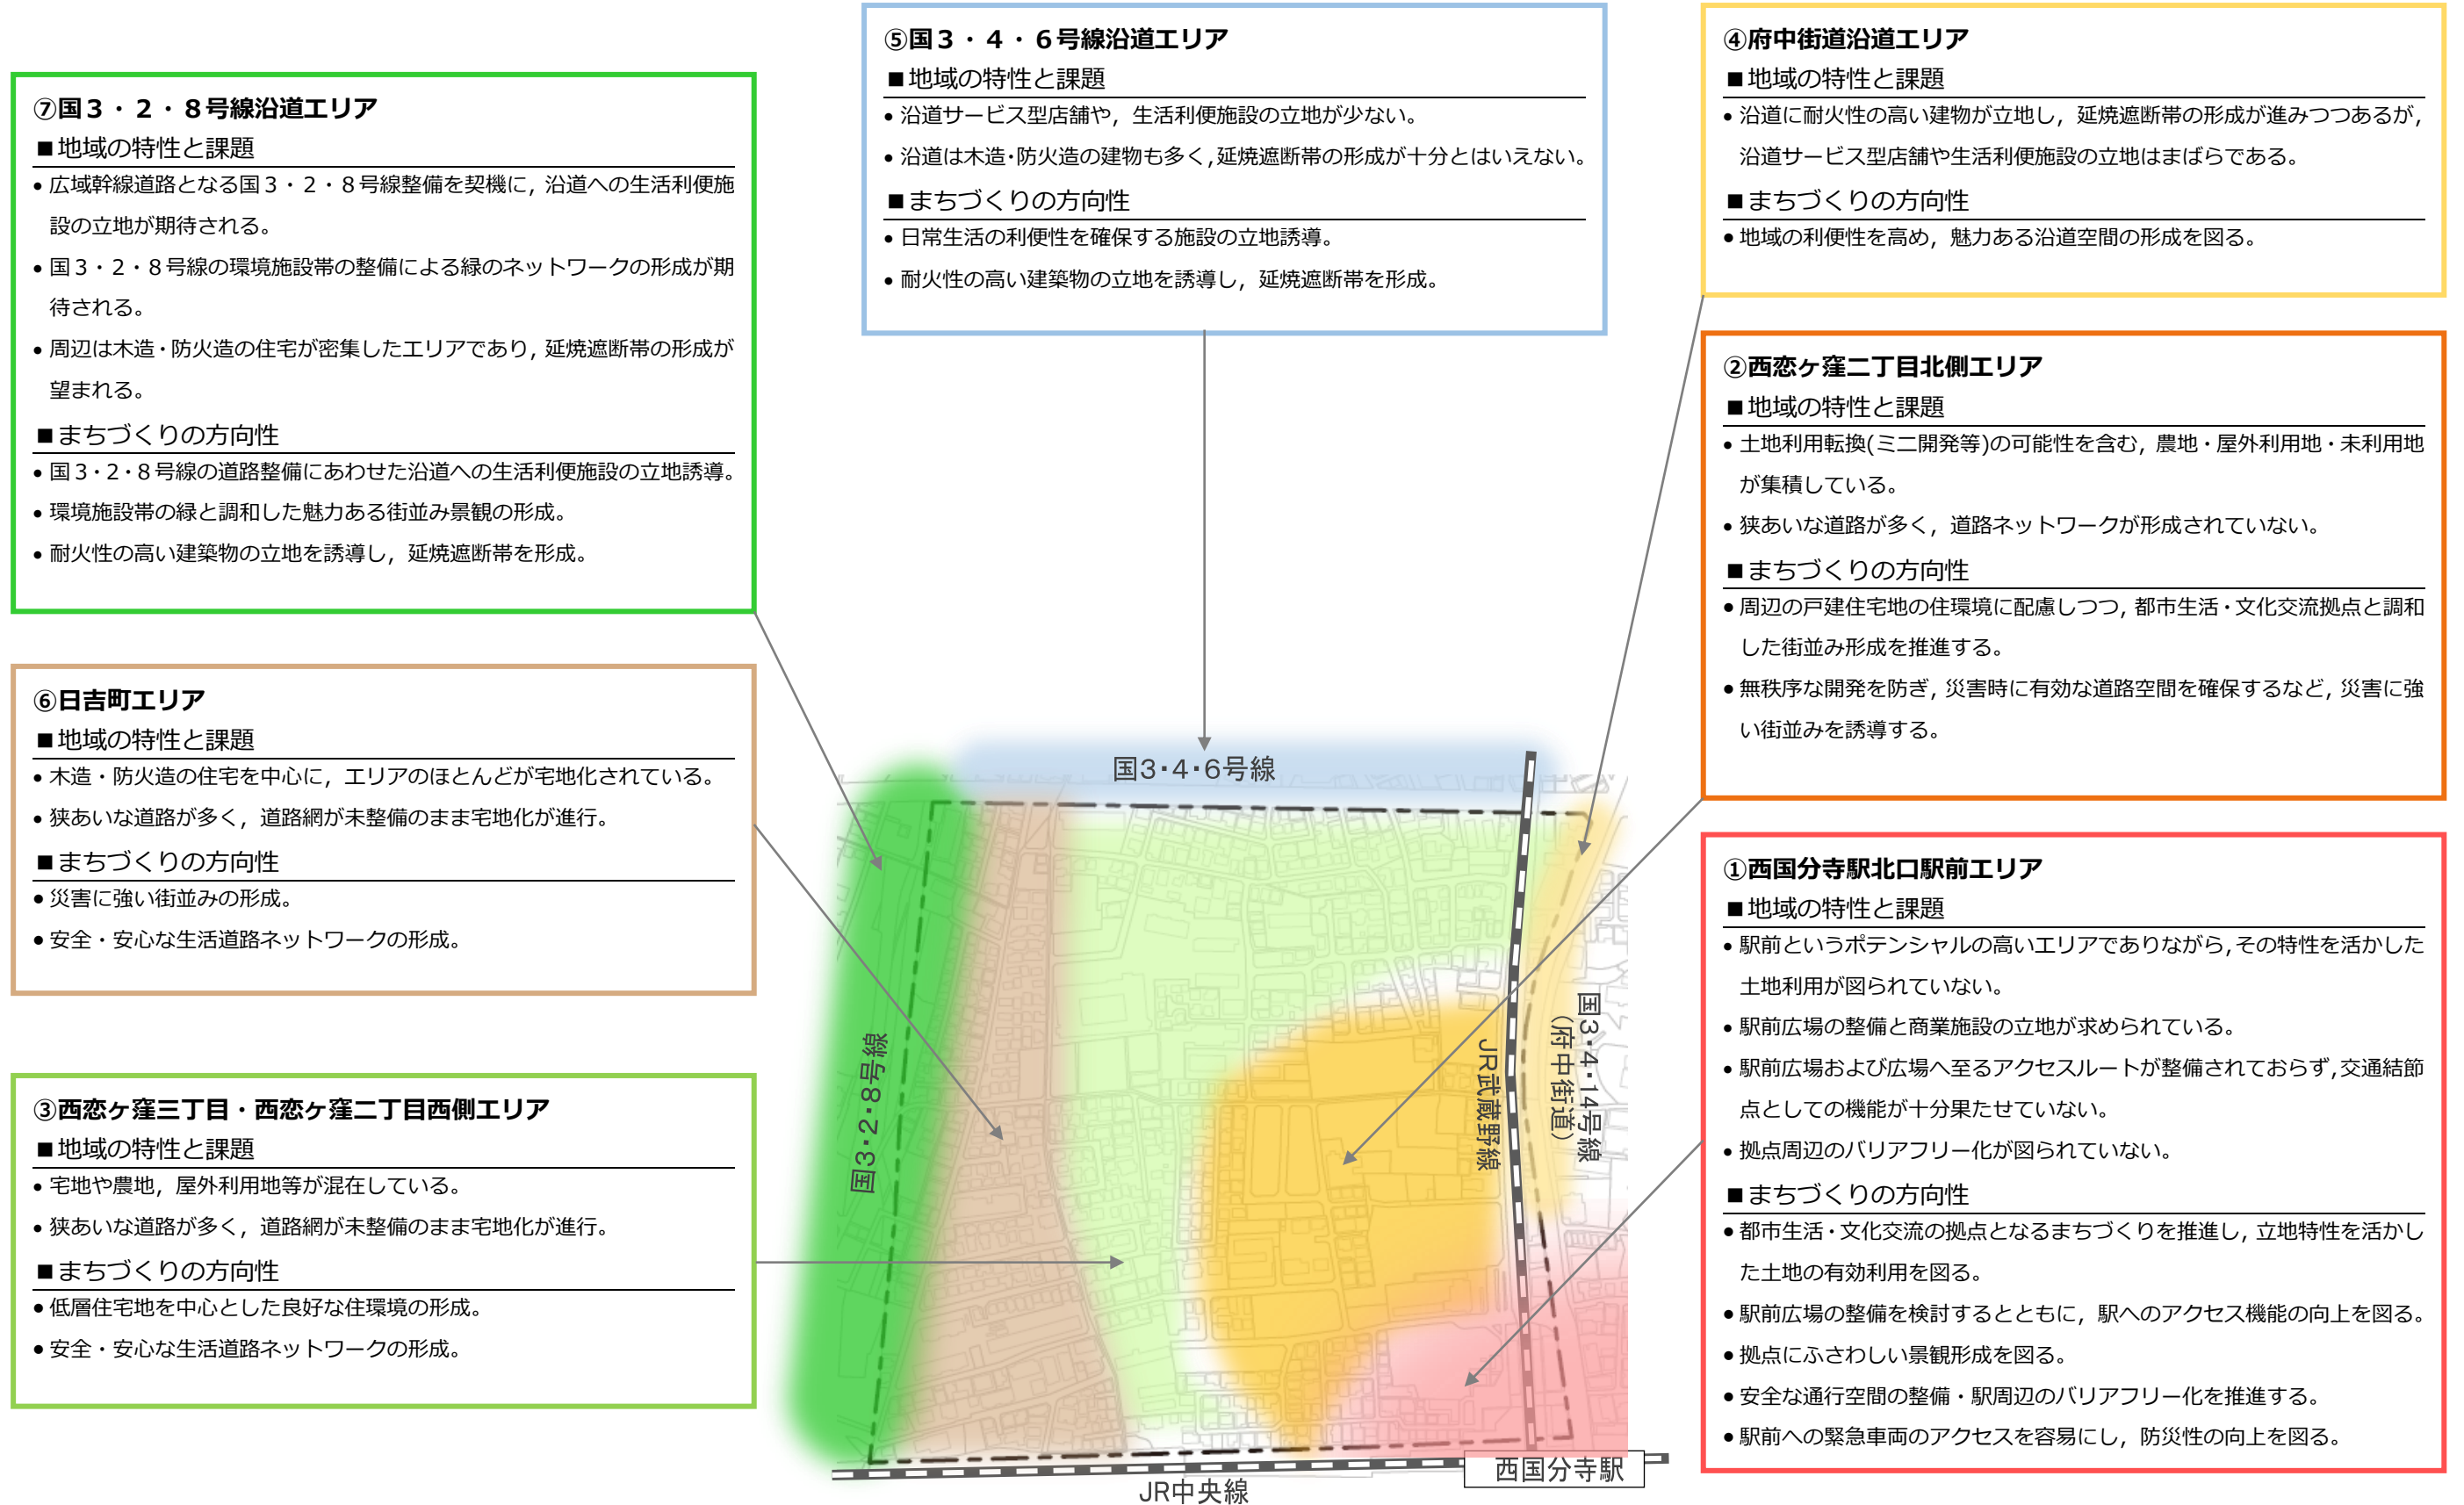 ⑤国３・４・６号線沿道エリア
■地域の特性と課題
• 沿道サービス型店舗や，生活利便施設の立地が少ない。
• 沿道は木造・防火造の建物も多く，延焼遮断帯の形成が十分とはいえない。
■まちづくりの方向性
• 日常生活の利便性を確保する施設の立地誘導。
• 耐火性の高い建築物の立地を誘導し，延焼遮断帯を形成。
④府中街道沿道エリア
■地域の特性と課題
• 沿道に耐火性の高い建物が立地し，延焼遮断帯の形成が進みつつあるが，
沿道サービス型店舗や生活利便施設の立地はまばらである。
■まちづくりの方向性
• 地域の利便性を高め，魅力ある沿道空間の形成を図る。
⑦国３・２・８号線沿道エリア
■地域の特性と課題
• 広域幹線道路となる国３・２・８号線整備を契機に，沿道への生活利便施
設の立地が期待される。
• 国３・２・８号線の環境施設帯の整備による緑のネットワークの形成が期
待される。
• 周辺は木造・防火造の住宅が密集したエリアであり，延焼遮断帯の形成が
望まれる。
■まちづくりの方向性
• 国３・２・８号線の道路整備にあわせた沿道への生活利便施設の立地誘導。
• 環境施設帯の緑と調和した魅力ある街並み景観の形成。
• 耐火性の高い建築物の立地を誘導し，延焼遮断帯を形成。
②西恋ヶ窪二丁目北側エリア
■地域の特性と課題
• 土地利用転換(ミニ開発等)の可能性を含む，農地・屋外利用地・未利用地
が集積している。
• 狭あいな道路が多く，道路ネットワークが形成されていない。
■まちづくりの方向性
• 周辺の戸建住宅地の住環境に配慮しつつ，都市生活・文化交流拠点と調和
した街並み形成を推進する。
• 無秩序な開発を防ぎ，災害時に有効な道路空間を確保するなど，災害に強
い街並みを誘導する。
⑥日吉町エリア
■地域の特性と課題
• 木造・防火造の住宅を中心に，エリアのほとんどが宅地化されている。
• 狭あいな道路が多く，道路網が未整備のまま宅地化が進行。
■まちづくりの方向性
• 災害に強い街並みの形成。
• 安全・安心な生活道路ネットワークの形成。
①西国分寺駅北口駅前エリア
■地域の特性と課題
• 駅前というポテンシャルの高いエリアでありながら，その特性を活かした
土地利用が図られていない。
• 駅前広場の整備と商業施設の立地が求められている。
• 駅前広場および広場へ至るアクセスルートが整備されておらず，交通結節
点としての機能が十分果たせていない。
• 拠点周辺のバリアフリー化が図られていない。
■まちづくりの方向性
• 都市生活・文化交流の拠点となるまちづくりを推進し，立地特性を活かし
た土地の有効利用を図る。
• 駅前広場の整備を検討するとともに，駅へのアクセス機能の向上を図る。
• 拠点にふさわしい景観形成を図る。
• 安全な通行空間の整備・駅周辺のバリアフリー化を推進する。
• 駅前への緊急車両のアクセスを容易にし，防災性の向上を図る。
③西恋ヶ窪三丁目・西恋ヶ窪二丁目西側エリア
■地域の特性と課題
• 宅地や農地，屋外利用地等が混在している。
• 狭あいな道路が多く，道路網が未整備のまま宅地化が進行。
■まちづくりの方向性
• 低層住宅地を中心とした良好な住環境の形成。
• 安全・安心な生活道路ネットワークの形成。
国3・4・6号線
国3・2・8号線
JR武蔵野線
国3・4・14号線
（府中街道）
西国分寺駅
JR中央線